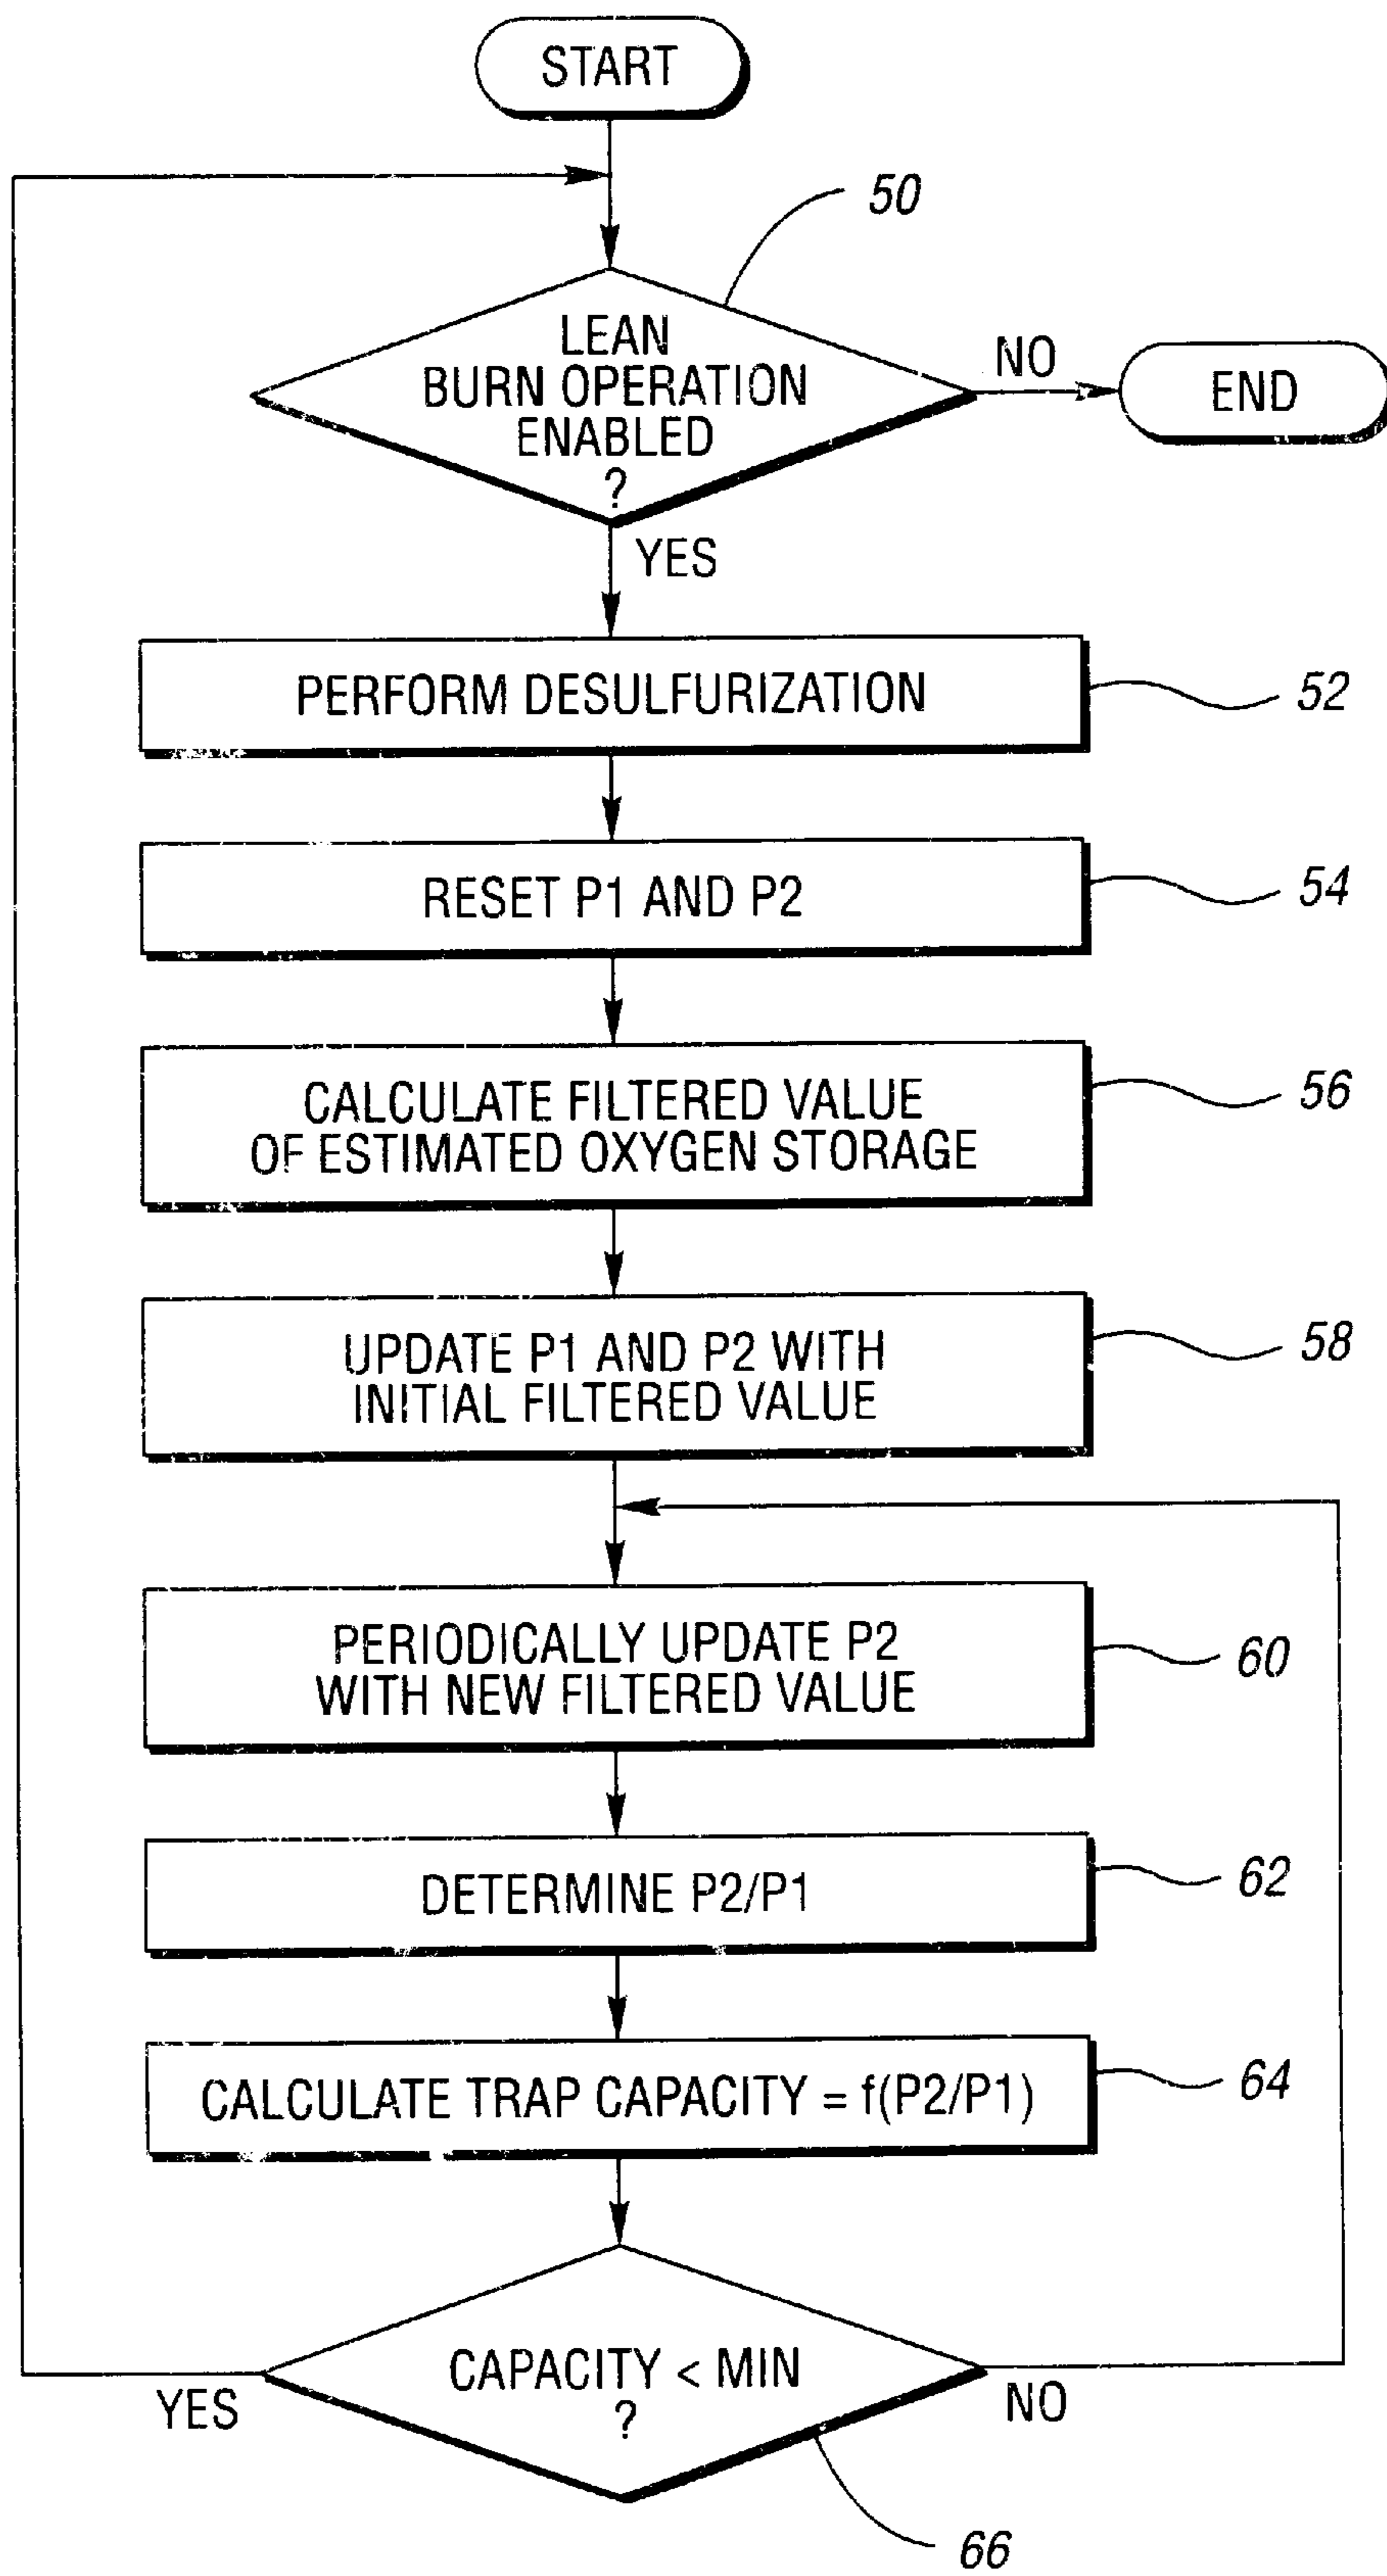 START
50
LEAN
BURN OPERATION
ENABLED
?
NO
END
YES
PERFORM DESULFURIZATION
52
RESET P1 AND P2
54
CALCULATE FILTERED VALUE
OF ESTIMATED OXYGEN STORAGE
56
UPDATE P1 AND P2 WITH
INITIAL FILTERED VALUE
58
PERIODICALLY UPDATE P2
WITH NEW FILTERED VALUE
60
DETERMINE P2/P1
62
CALCULATE TRAP CAPACITY = f(P2/P1)
64
CAPACITY < MIN
?
YES
NO
66